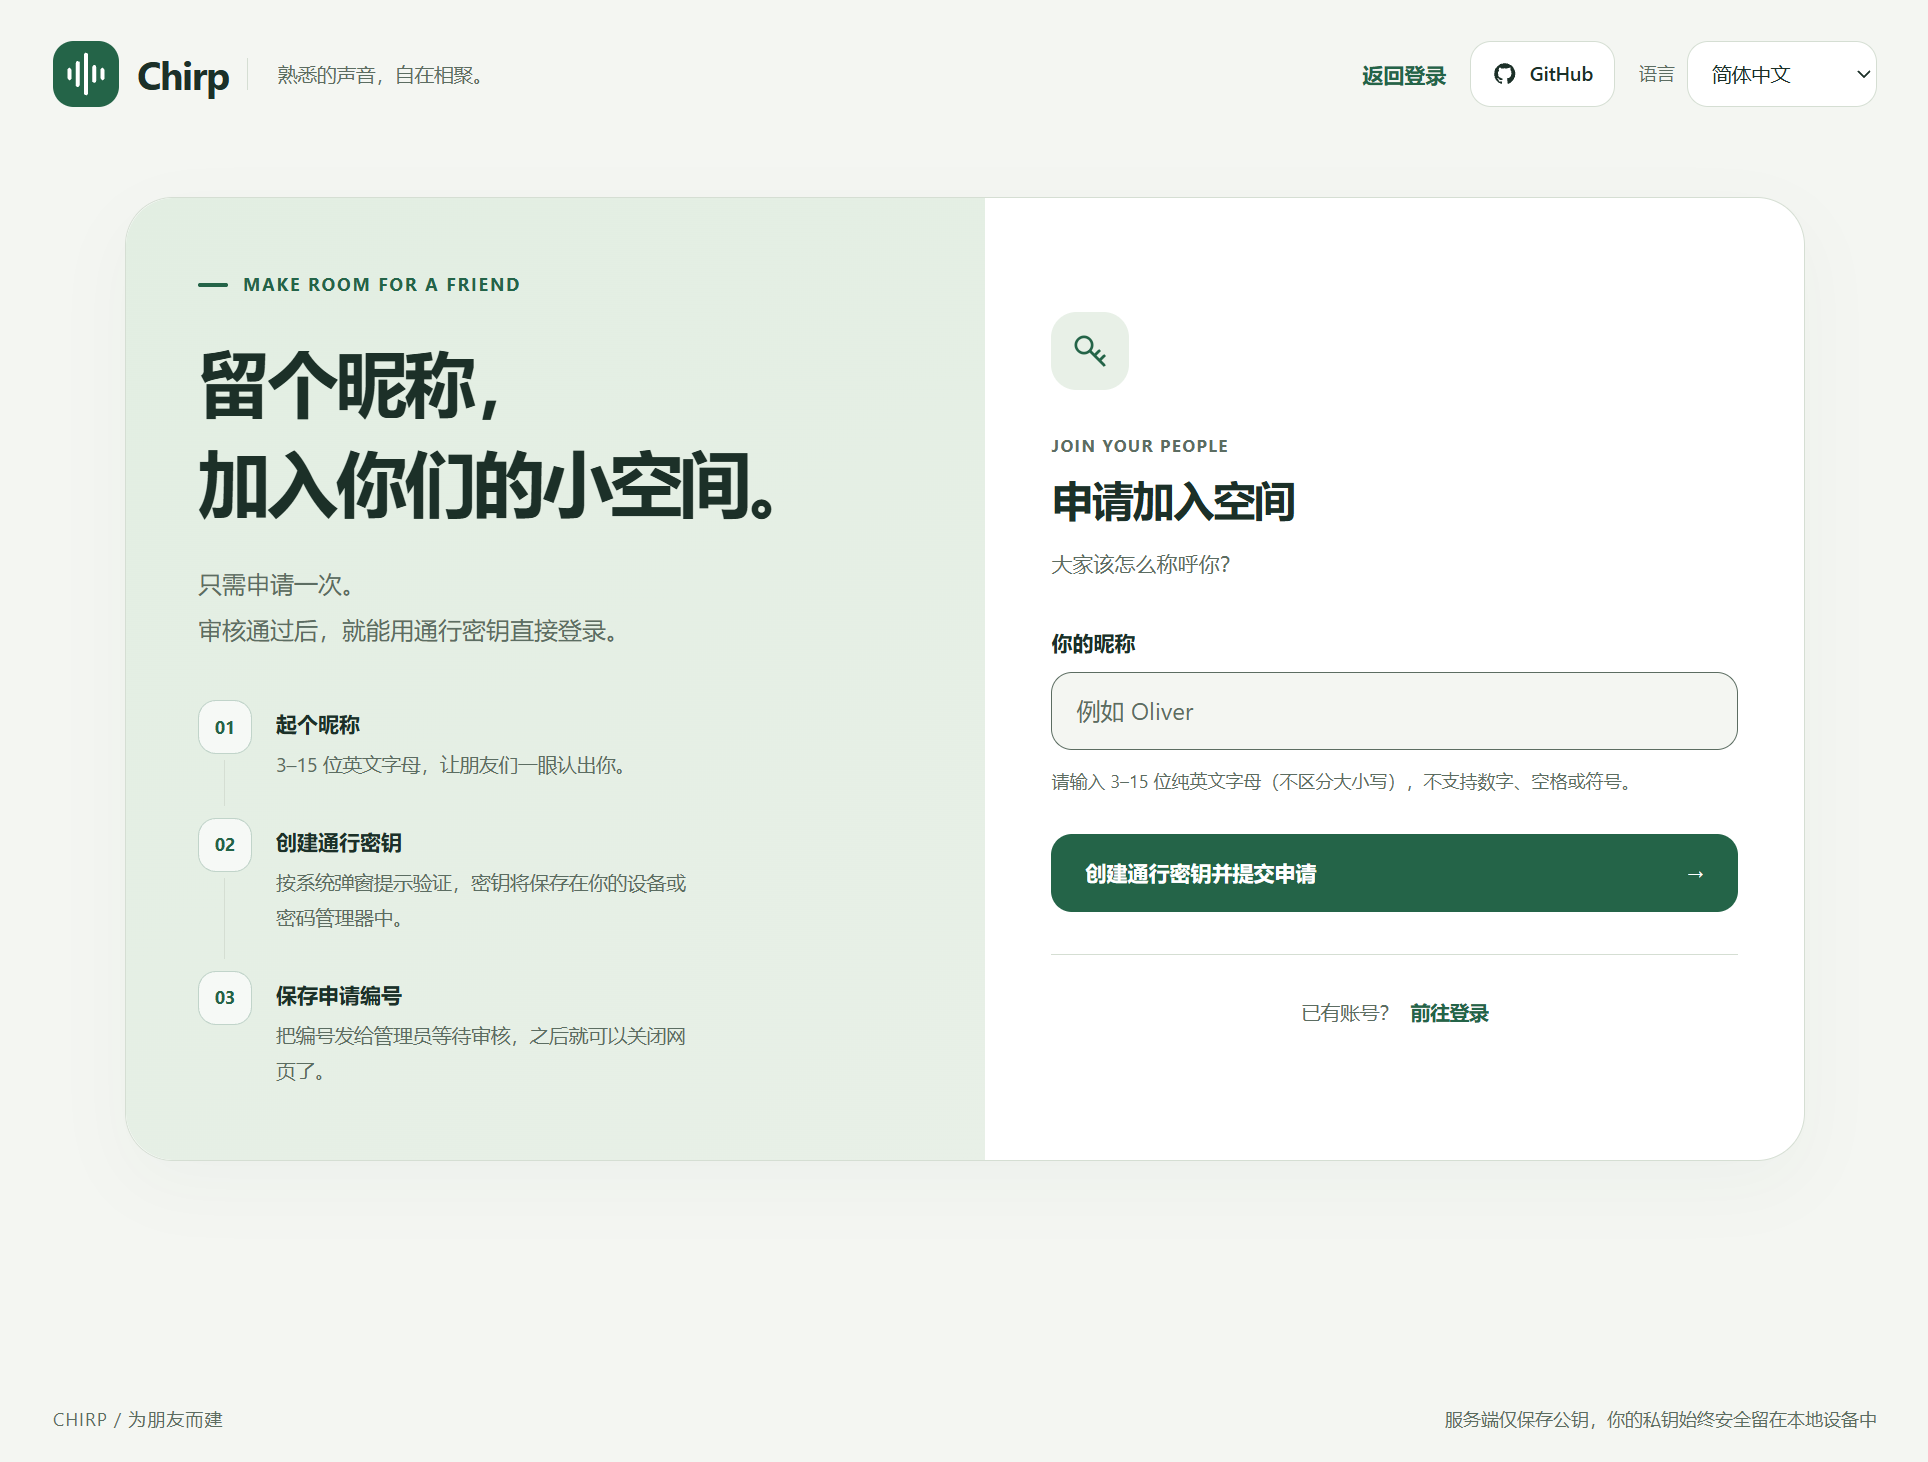 Chirp
熟悉的声音，自在相聚。
返回登录
GitHub
语言
简体中文
MAKE ROOM FOR A FRIEND
留个昵称，
加入你们的小空间。
只需申请一次。
审核通过后，就能用通行密钥直接登录。
01
起个昵称
3–15 位英文字母，让朋友们一眼认出你。
02
创建通行密钥
按系统弹窗提示验证，密钥将保存在你的设备或
密码管理器中。
03
保存申请编号
把编号发给管理员等待审核，之后就可以关闭网
页了。
JOIN YOUR PEOPLE
申请加入空间
大家该怎么称呼你？
你的昵称
例如 Oliver
请输入 3–15 位纯英文字母（不区分大小写），不支持数字、空格或符号。
创建通行密钥并提交申请 →
已有账号？ 前往登录
CHIRP / 为朋友而建
服务端仅保存公钥，你的私钥始终安全留在本地设备中